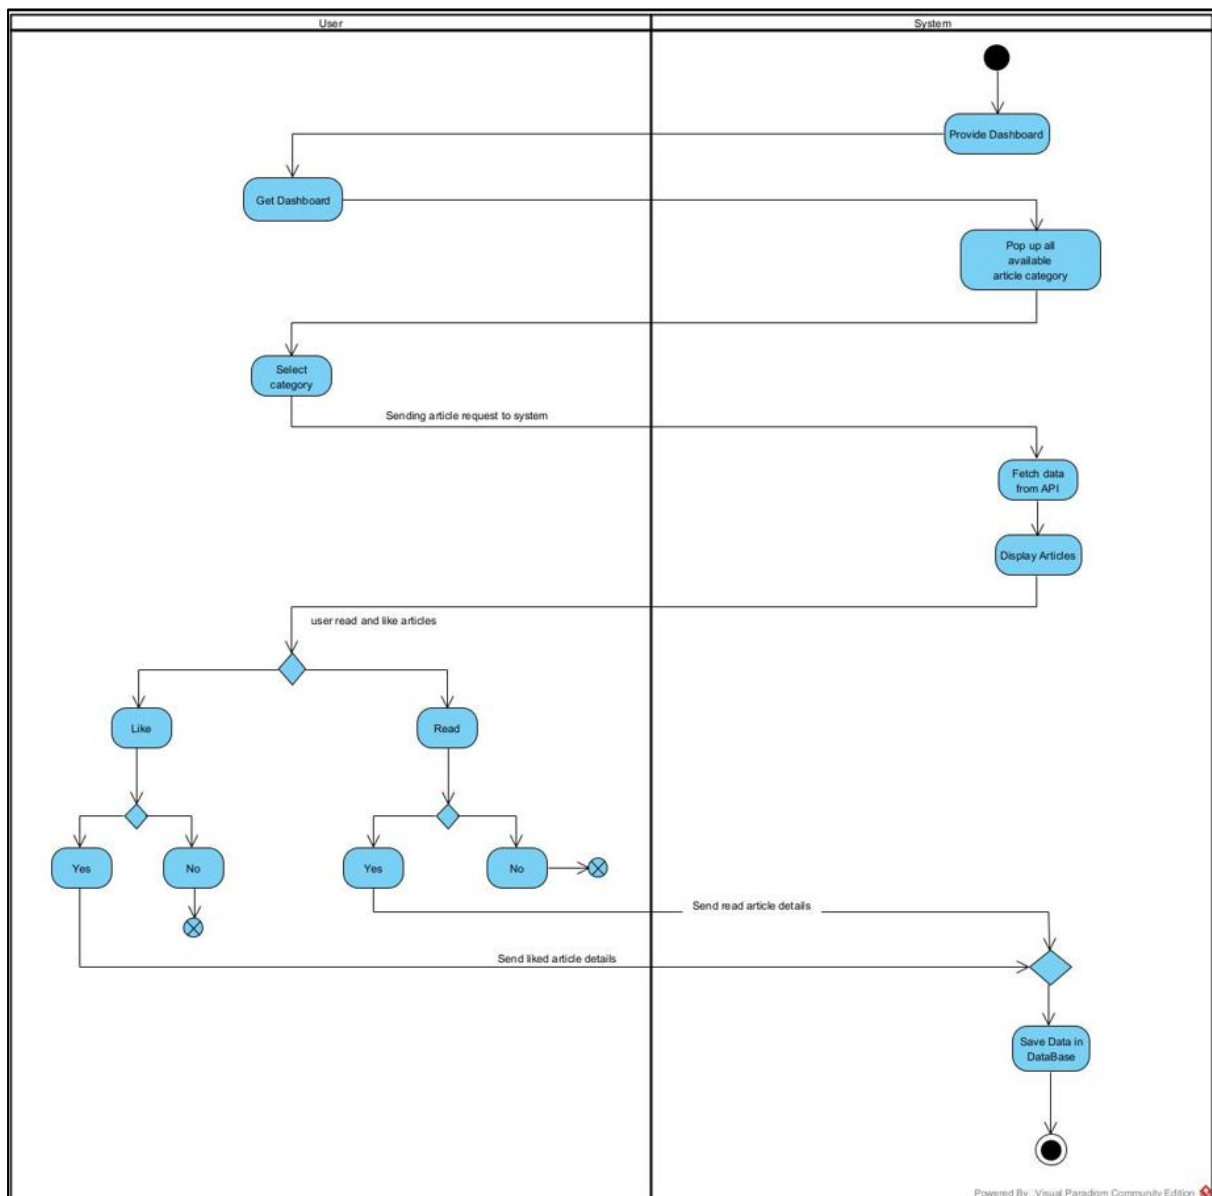 User
System
Provide Dashboard
Get Dashboard
Pop up all
available
article category
Select
category
Sending article request to system
Fetch data
from API
Display Articles
user read and like articles
Like
Read
Yes
No
Yes
No
Send read article details
Send liked article details
Save Data in
DataBase
Powered By: Visual Paradigm Community Edition